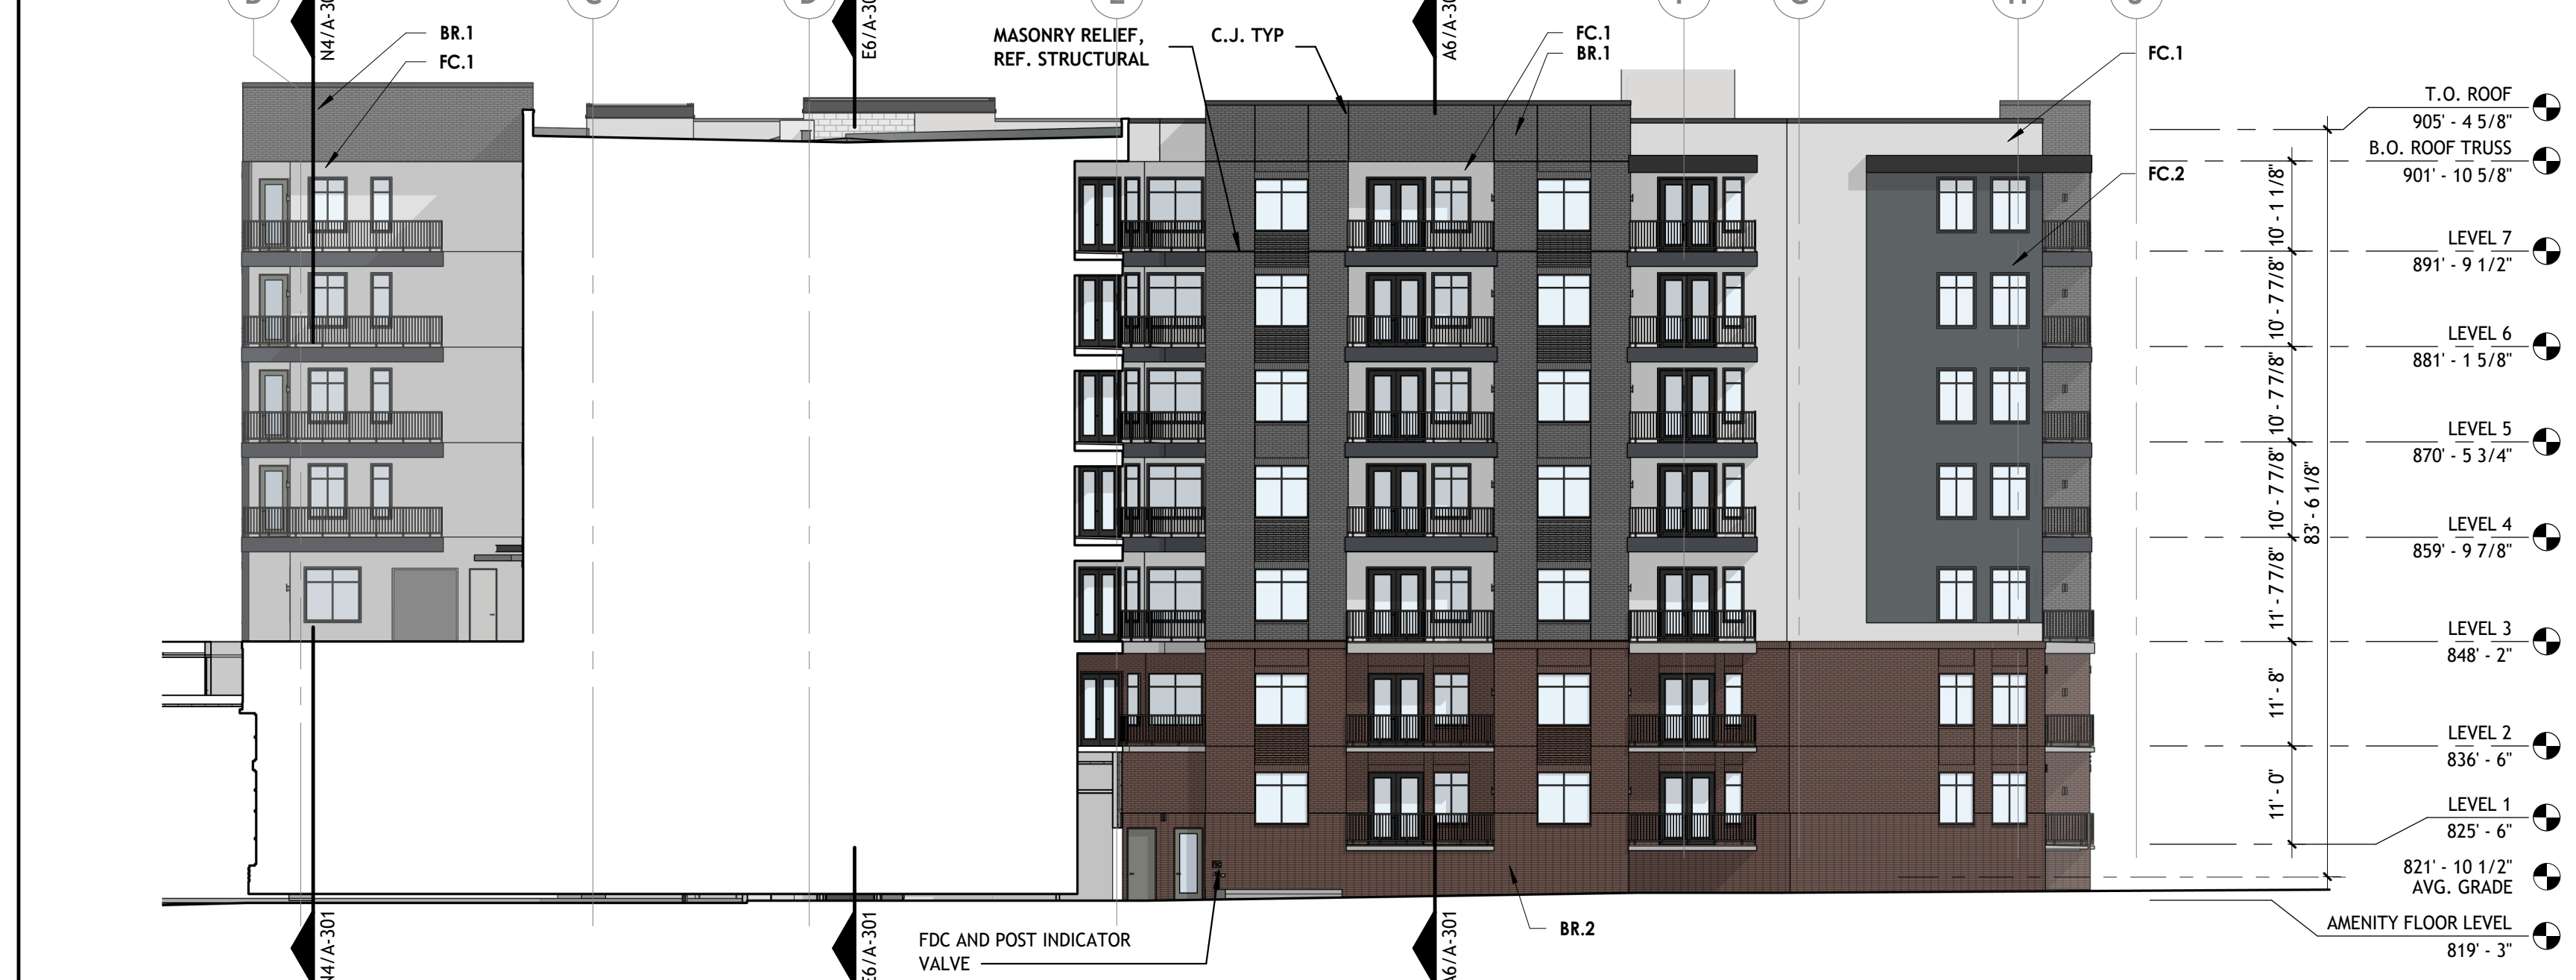 N4/A-30
BR.1
FC.1
E6/A-30
MASONRY RELIEF,
REF. STRUCTURAL
C.J. TYP
A6/A-30
FC.1
BR.1
FC.1
FC.2
T.O. ROOF
905' - 4 5/8"
B.O. ROOF TRUSS
901' - 10 5/8"
10' - 1 1/8"
LEVEL 7
891' - 9 1/2"
10' - 7 7/8"
LEVEL 6
881' - 1 5/8"
10' - 7 7/8"
LEVEL 5
870' - 5 3/4"
10' - 7 7/8"
83' - 6 1/8"
LEVEL 4
859' - 9 7/8"
11' - 7 7/8"
LEVEL 3
848' - 2"
11' - 8"
LEVEL 2
836' - 6"
11' - 0"
LEVEL 1
825' - 6"
821' - 10 1/2"
AVG. GRADE
AMENITY FLOOR LEVEL
819' - 3"
BR.2
FDC AND POST INDICATOR
VALVE
N4/A-301
E6/A-301
A6/A-301